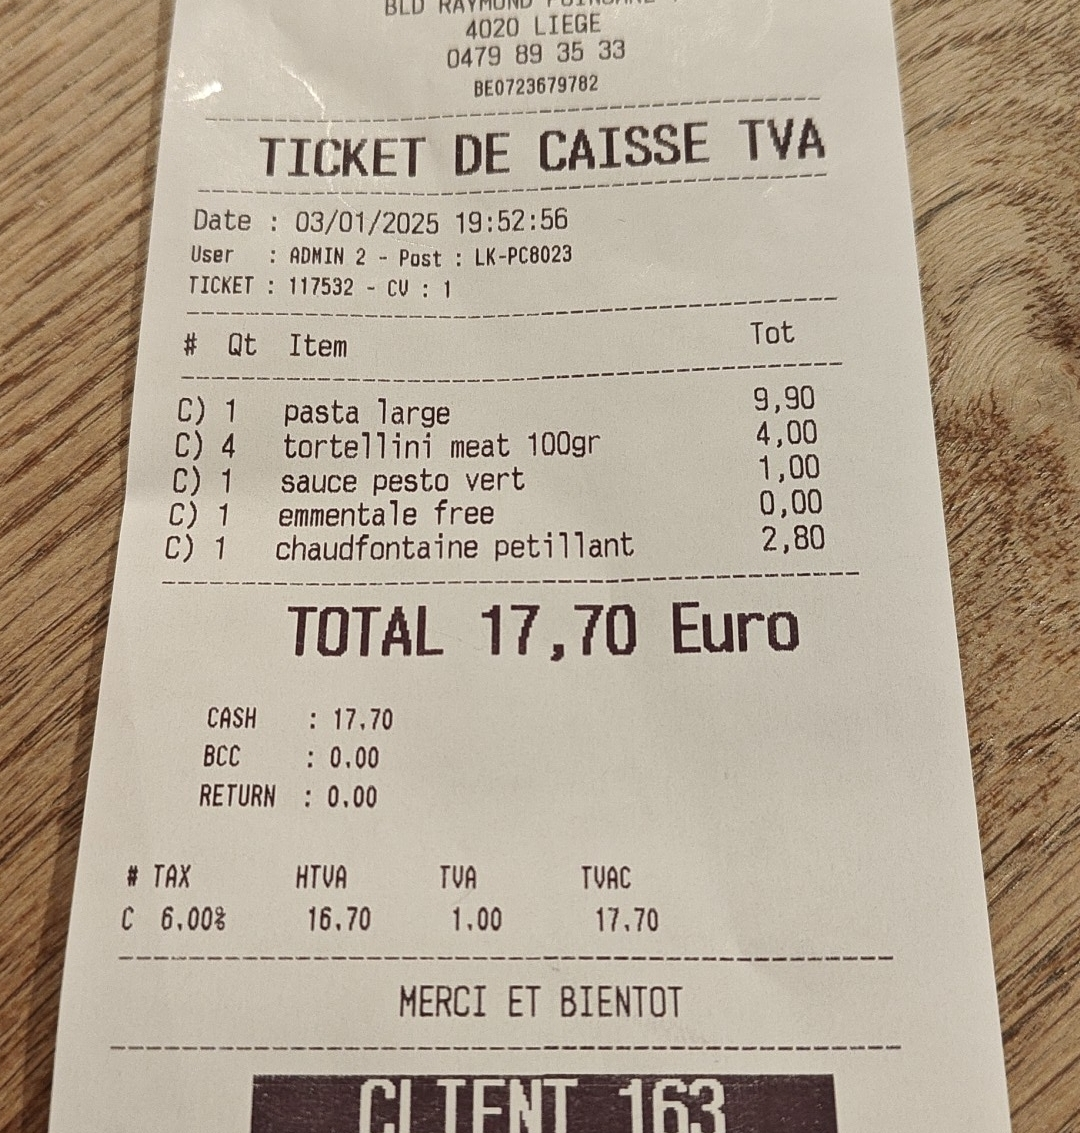 BLD RAYMOND
4020 LIEGE
0479 89 35 33
BE0723679782
TICKET DE CAISSE TVA
Date : 03/01/2025 19:52:56
User : ADMIN 2 - Post : LK-PC8023
TICKET : 117532 - CV : 1
# Qt Item Tot
C) 1 pasta large 9,90
C) 4 tortellini meat 100gr 4,00
C) 1 sauce pesto vert 1,00
C) 1 emmentale free 0,00
C) 1 chaudfontaine petillant 2,80
TOTAL 17,70 Euro
CASH : 17.70
BCC : 0.00
RETURN : 0.00
# TAX HTVA TVA TVAC
C 6.00% 16.70 1.00 17.70
MERCI ET BIENTOT
CLIENT 163